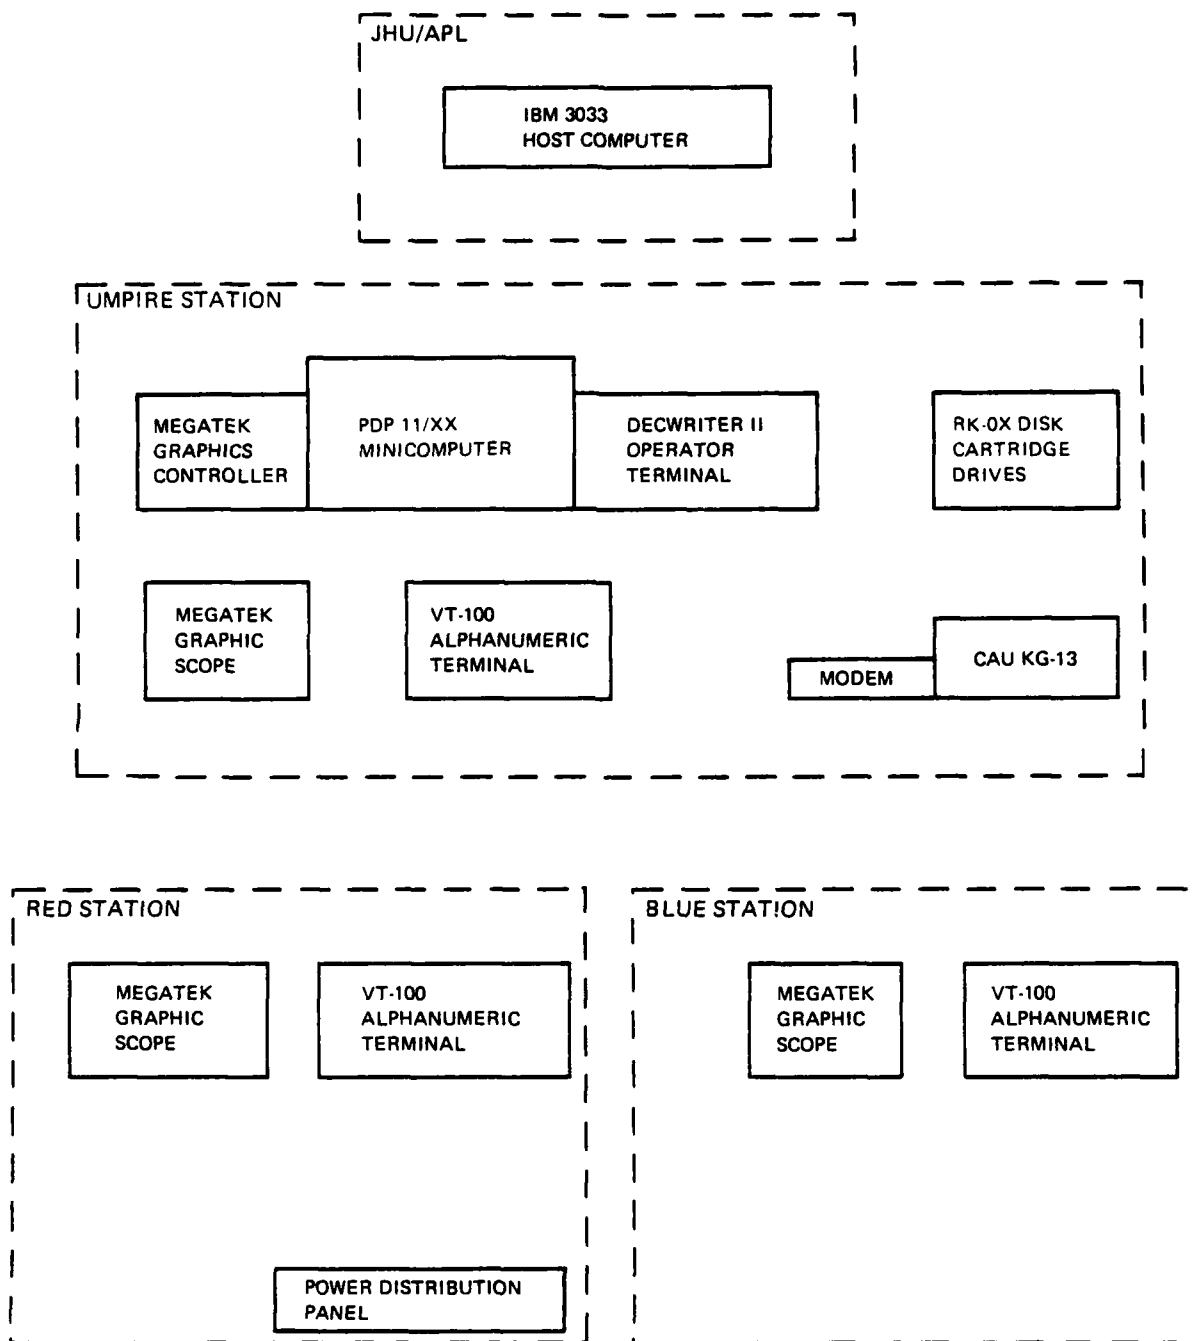 JHU/APL
IBM 3033
HOST COMPUTER
UMPIRE STATION
MEGATEK
GRAPHICS
CONTROLLER
PDP 11/XX
MINICOMPUTER
DECWRITER II
OPERATOR
TERMINAL
RK-0X DISK
CARTRIDGE
DRIVES
MEGATEK
GRAPHIC
SCOPE
VT-100
ALPHANUMERIC
TERMINAL
MODEM
CAU KG-13
RED STATION
MEGATEK
GRAPHIC
SCOPE
VT-100
ALPHANUMERIC
TERMINAL
POWER DISTRIBUTION
PANEL
BLUE STATION
MEGATEK
GRAPHIC
SCOPE
VT-100
ALPHANUMERIC
TERMINAL